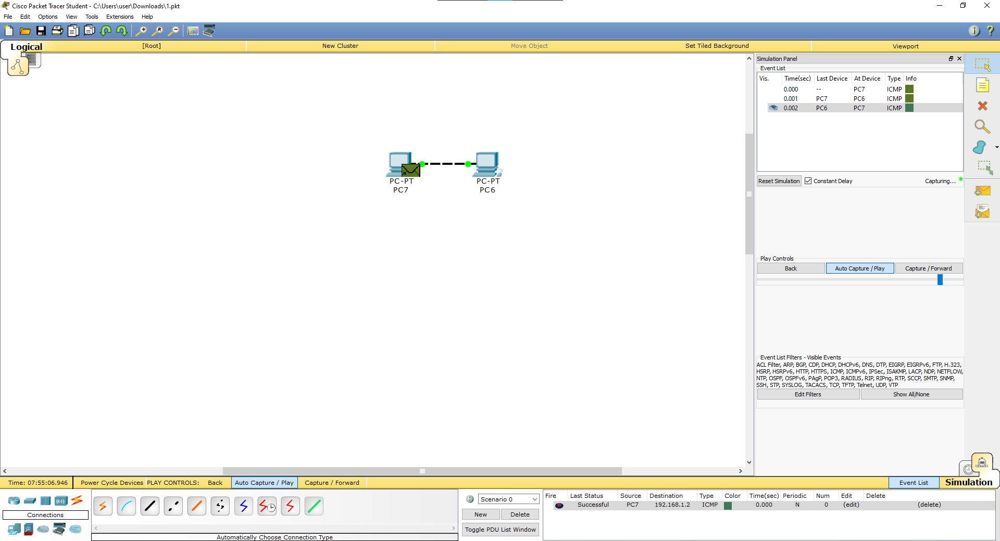 Cisco Packet Tracer Student - C:\Users\user\Downloads\1.pkt
File Edit Options View Tools Extensions Help
Logical [Root] New Cluster Move Object Set Tiled Background Viewport
Simulation Panel
Event List
Vis. Time(sec) Last Device At Device Type Info
0.000 -- PC7 ICMP
0.001 PC7 PC6 ICMP
0.002 PC6 PC7 ICMP
PC-PT PC-PT
PC7 PC6
Reset Simulation Constant Delay Capturing... *
Play Controls
Back Auto Capture / Play Capture / Forward
Event List Filters - Visible Events
ACL Filter, ARP, BGP, CDP, DHCP, DHCPv6, DNS, DTP, EIGRP, EIGRPv6, FTP, H.323,
HSRP, HSRPv6, HTTP, HTTPS, ICMP, ICMPv6, IPSec, ISAKMP, LACP, NDP, NETFLOW,
NTP, OSPF, OSPFv6, PAgP, POP3, RADIUS, RIP, RIPng, RTP, SCCP, SMTP, SNMP,
SSH, STP, SYSLOG, TACACS, TCP, TFTP, Telnet, UDP, VTP
Edit Filters Show All/None
Time: 07:55:06.946 Power Cycle Devices PLAY CONTROLS: Back Auto Capture / Play Capture / Forward Event List Simulation
Connections
Automatically Choose Connection Type
Scenario 0
New Delete
Toggle PDU List Window
Fire Last Status Source Destination Type Color Time(sec) Periodic Num Edit Delete
Successful PC7 192.168.1.2 ICMP 0.000 N 0 (edit) (delete)